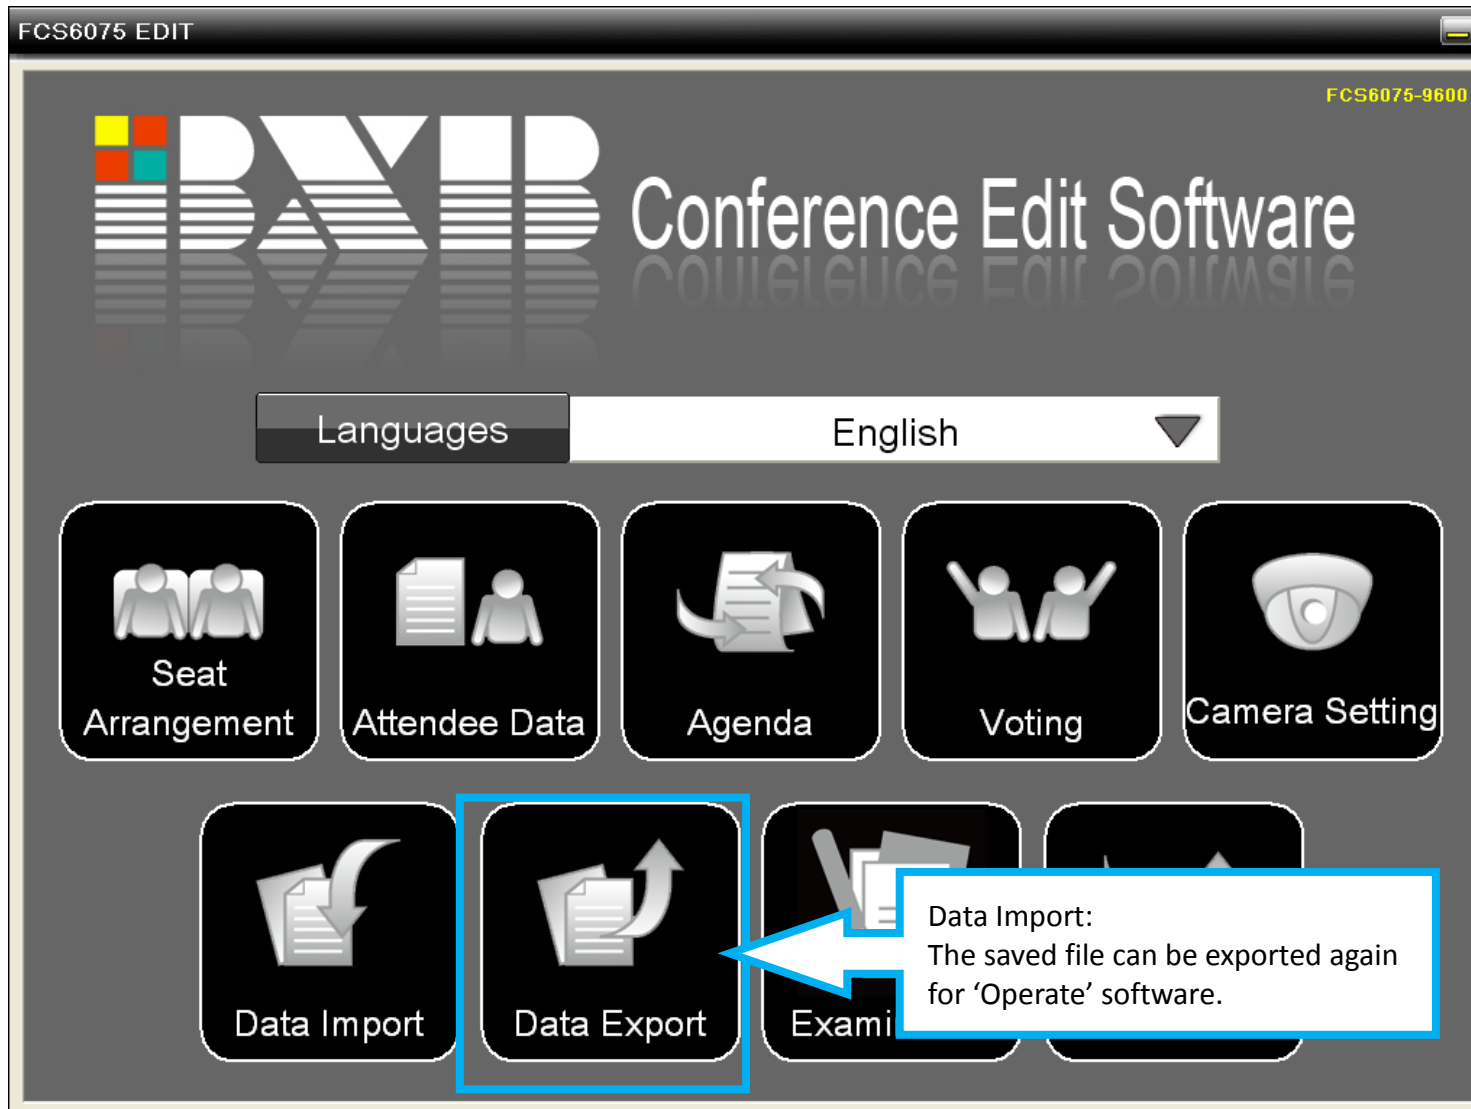 FCS6075 EDIT
FCS6075-9600
BXB Conference Edit Software
Languages English
Seat
Arrangement
Attendee Data
Agenda
Voting
Camera Setting
Data Import:
The saved file can be exported again
for ‘Operate’ software.
Data Import
Data Export